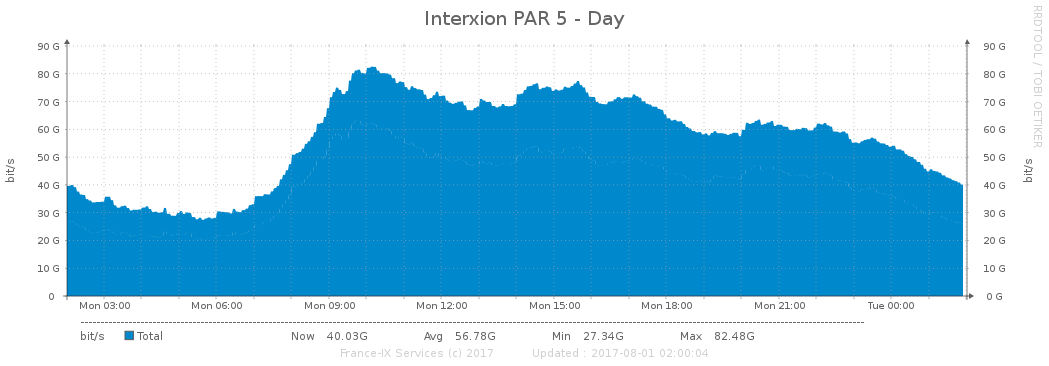 Interxion PAR 5 - Day
RRDTOOL / TOBI OETIKER
90 G 90 G
80 G 80 G
70 G 70 G
60 G 60 G
50 G 50 G
40 G 40 G
30 G 30 G
20 G 20 G
10 G 10 G
0 0 G
bit/s
bit/s
Mon 03:00 Mon 06:00 Mon 09:00 Mon 12:00 Mon 15:00 Mon 18:00 Mon 21:00 Tue 00:00
bit/s Total Now 40.03G Avg 56.78G Min 27.34G Max 82.48G
France-IX Services (c) 2017 Updated : 2017-08-01 02:00:04